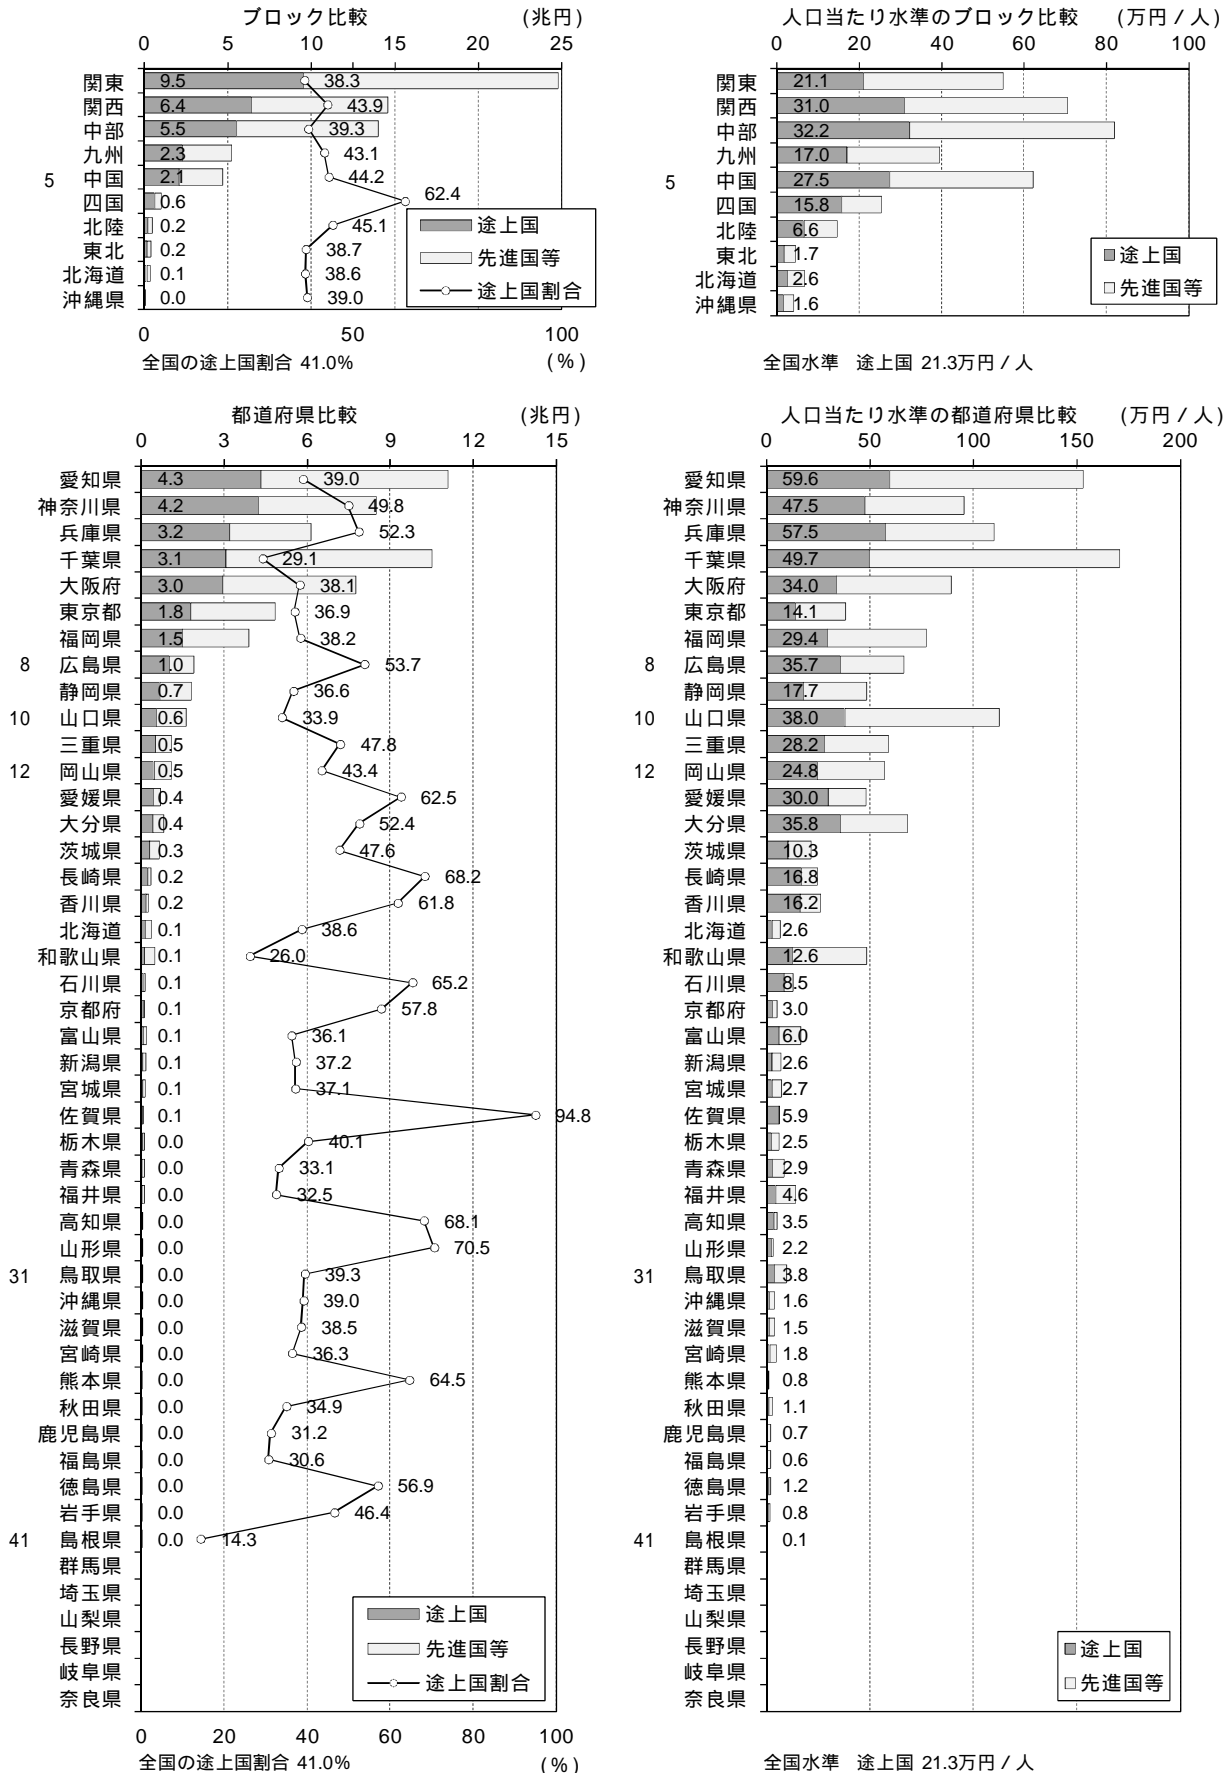 ブロック比較 (兆円)
0 5 10 15 20 25
関東 9.5 38.3
関西 6.4 43.9
中部 5.5 39.3
九州 2.3 43.1
5 中国 2.1 44.2
四国 0.6 62.4
北陸 0.2 45.1
東北 0.2 38.7
北海道 0.1 38.6
沖縄県 0.0 39.0
途上国
先進国等
途上国割合
0 50 100
全国の途上国割合 41.0% (%)
人口当たり水準のブロック比較 (万円/人)
0 20 40 60 80 100
関東 21.1
関西 31.0
中部 32.2
九州 17.0
5 中国 27.5
四国 15.8
北陸 6.6
東北 1.7
北海道 2.6
沖縄県 1.6
途上国
先進国等
全国水準 途上国 21.3万円/人
都道府県比較 (兆円)
0 3 6 9 12 15
愛知県 4.3 39.0
神奈川県 4.2 49.8
兵庫県 3.2 52.3
千葉県 3.1 29.1
大阪府 3.0 38.1
東京都 1.8 36.9
福岡県 1.5 38.2
8 広島県 1.0 53.7
静岡県 0.7 36.6
10 山口県 0.6 33.9
三重県 0.5 47.8
12 岡山県 0.5 43.4
愛媛県 0.4 62.5
大分県 0.4 52.4
茨城県 0.3 47.6
長崎県 0.2 68.2
香川県 0.2 61.8
北海道 0.1 38.6
和歌山県 0.1 26.0
石川県 0.1 65.2
京都府 0.1 57.8
富山県 0.1 36.1
新潟県 0.1 37.2
宮城県 0.1 37.1
佐賀県 0.1 94.8
栃木県 0.0 40.1
青森県 0.0 33.1
福井県 0.0 32.5
高知県 0.0 68.1
山形県 0.0 70.5
31 鳥取県 0.0 39.3
沖縄県 0.0 39.0
滋賀県 0.0 38.5
宮崎県 0.0 36.3
熊本県 0.0 64.5
秋田県 0.0 34.9
鹿児島県 0.0 31.2
福島県 0.0 30.6
徳島県 0.0 56.9
岩手県 0.0 46.4
41 島根県 0.0 14.3
群馬県
埼玉県
山梨県
長野県
岐阜県
奈良県
途上国
先進国等
途上国割合
0 20 40 60 80 100
全国の途上国割合 41.0% (%)
人口当たり水準の都道府県比較 (万円/人)
0 50 100 150 200
愛知県 59.6
神奈川県 47.5
兵庫県 57.5
千葉県 49.7
大阪府 34.0
東京都 14.1
福岡県 29.4
8 広島県 35.7
静岡県 17.7
10 山口県 38.0
三重県 28.2
12 岡山県 24.8
愛媛県 30.0
大分県 35.8
茨城県 10.3
長崎県 16.8
香川県 16.2
北海道 2.6
和歌山県 12.6
石川県 8.5
京都府 3.0
富山県 6.0
新潟県 2.6
宮城県 2.7
佐賀県 5.9
栃木県 2.5
青森県 2.9
福井県 4.6
高知県 3.5
山形県 2.2
31 鳥取県 3.8
沖縄県 1.6
滋賀県 1.5
宮崎県 1.8
熊本県 0.8
秋田県 1.1
鹿児島県 0.7
福島県 0.6
徳島県 1.2
岩手県 0.8
41 島根県 0.1
群馬県
埼玉県
山梨県
長野県
岐阜県
奈良県
途上国
先進国等
全国水準 途上国 21.3万円/人